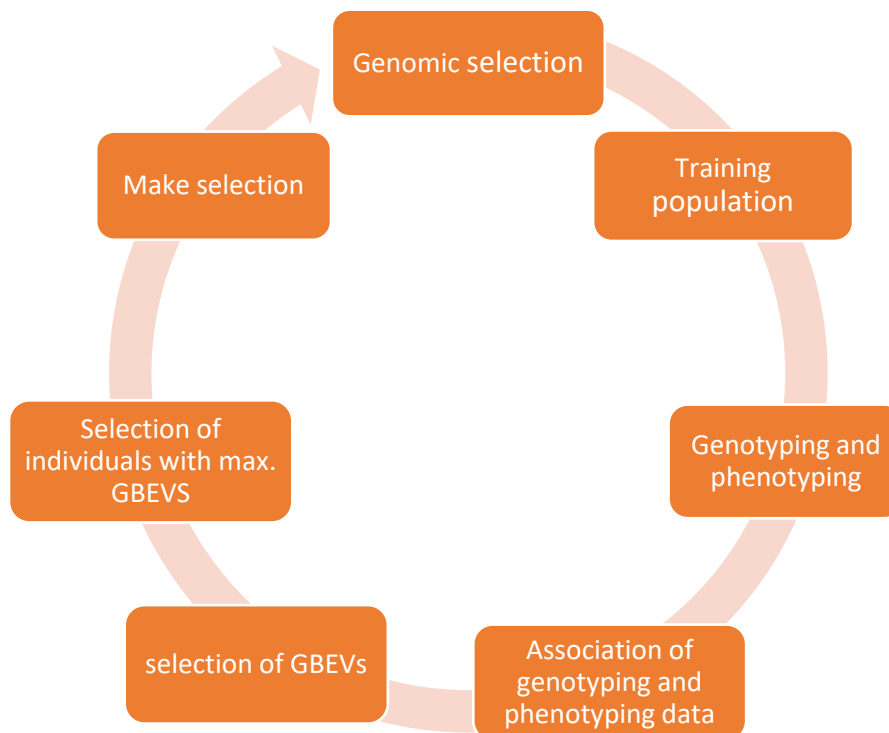 Genomic selection
Training
population
Genotyping and
phenotyping
Association of
genotyping and
phenotyping data
selection of GBEVs
Selection of
individuals with max.
GBEVS
Make selection